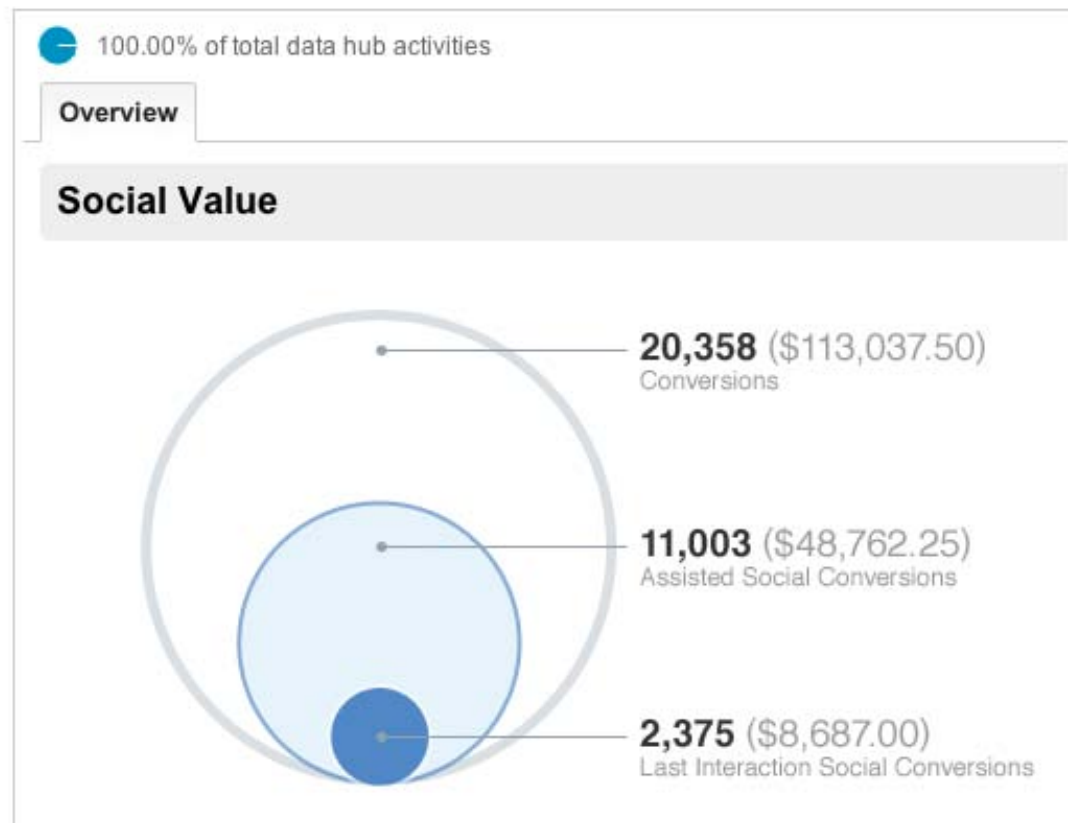 100.00% of total data hub activities
Overview
Social Value
20,358 ($113,037.50)
Conversions
11,003 ($48,762.25)
Assisted Social Conversions
2,375 ($8,687.00)
Last Interaction Social Conversions